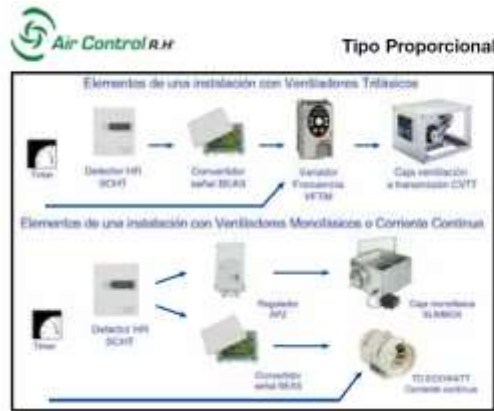 Air Control R.H
Tipo Proporcional
Elementos de una instalación con Ventiladores Trifásicos
Timer
Detector HR
SCHT
Convertidor
señal BEAS
Variador
Frecuencia
VFTM
Caja ventilación
a transmisión CVTT
Elementos de una instalación con Ventiladores Monofásicos o Corriente Continua
Timer
Detector HR
SCHT
Regulador
Caja monofásica
Convertidor
señal BEAS
TD ECOWATT
Corriente continua